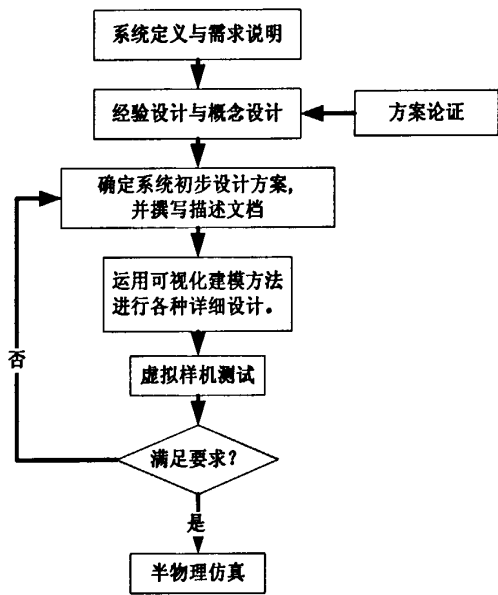 系统定义与需求说明
经验设计与概念设计
方案论证
确定系统初步设计方案,
并撰写描述文档
运用可视化建模方法
进行各种详细设计。
否
虚拟样机测试
满足要求?
是
半物理仿真